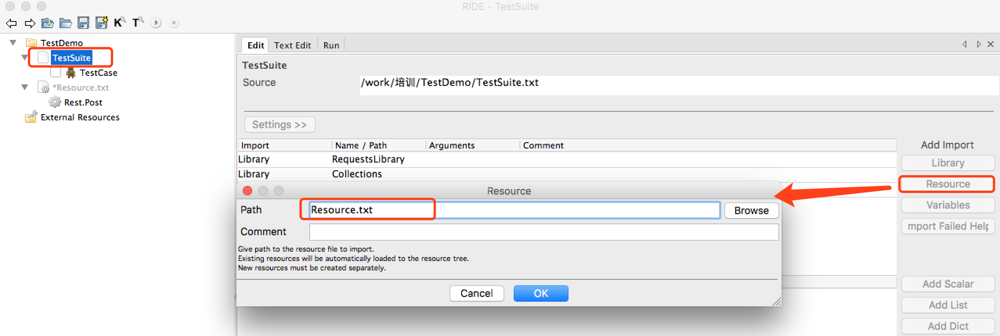 RIDE - TestSuite
K T
TestDemo
TestSuite
TestCase
*Resource.txt
Rest.Post
External Resources
Edit Text Edit Run
TestSuite
Source /work/培训/TestDemo/TestSuite.txt
Settings >>
Import Name / Path Arguments Comment
Library RequestsLibrary
Library Collections
Add Import
Library
Resource
Variables
mport Failed Help
Add Scalar
Add List
Add Dict
Resource
Path Resource.txt Browse
Comment
Give path to the resource file to import.
Existing resources will be automatically loaded to the resource tree.
New resources must be created separately.
Cancel OK